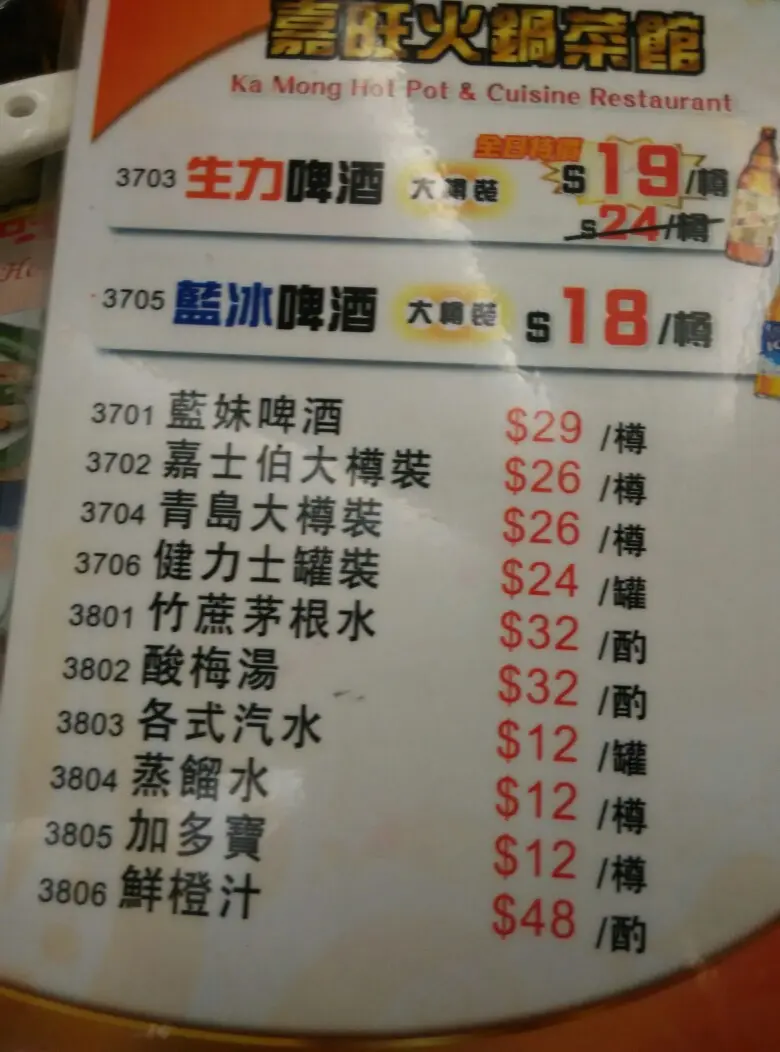 嘉旺火鍋菜館
Ka Mong Hot Pot & Cuisine Restaurant
全日特價
3703 生力啤酒 大樽裝 $19/樽
$24/樽
3705 藍冰啤酒 大樽裝 $18/樽
3701 藍妹啤酒 $29 /樽
3702 嘉士伯大樽裝 $26 /樽
3704 青島大樽裝 $26 /樽
3706 健力士罐裝 $24 /罐
3801 竹蔗茅根水 $32 /酌
3802 酸梅湯 $32 /酌
3803 各式汽水 $12 /罐
3804 蒸餾水 $12 /樽
3805 加多寶 $12 /樽
3806 鮮橙汁 $48 /酌